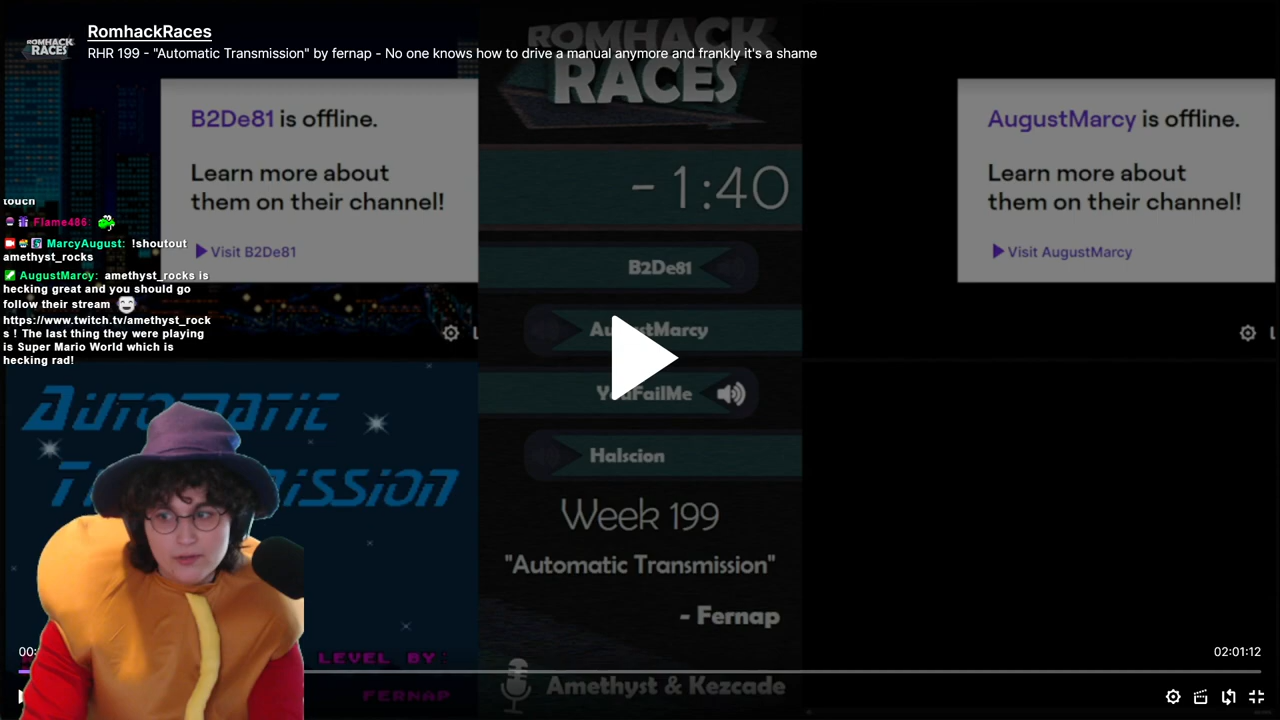 RomhackRaces
RHR 199 - "Automatic Transmission" by fernap - No one knows how to drive a manual anymore and frankly it's a shame
ROMHACK
RACES
ROMHACK
RACES
B2De81 is offline.
Learn more about
them on their channel!
Visit B2De81
AugustMarcy is offline.
Learn more about
them on their channel!
Visit AugustMarcy
- 1:40
B2De81
AugustMarcy
YouFailMe
Halscion
Week 199
"Automatic Transmission"
- Fernap
Amethyst & Kezcade
touch
Flame486:
MarcyAugust: !shoutout
amethyst_rocks
AugustMarcy: amethyst_rocks is
hecking great and you should go
follow their stream
https://www.twitch.tv/amethyst_rock
s ! The last thing they were playing
is Super Mario World which is
hecking rad!
Automatic
LEVEL BY:
FERNAP
00:
02:01:12